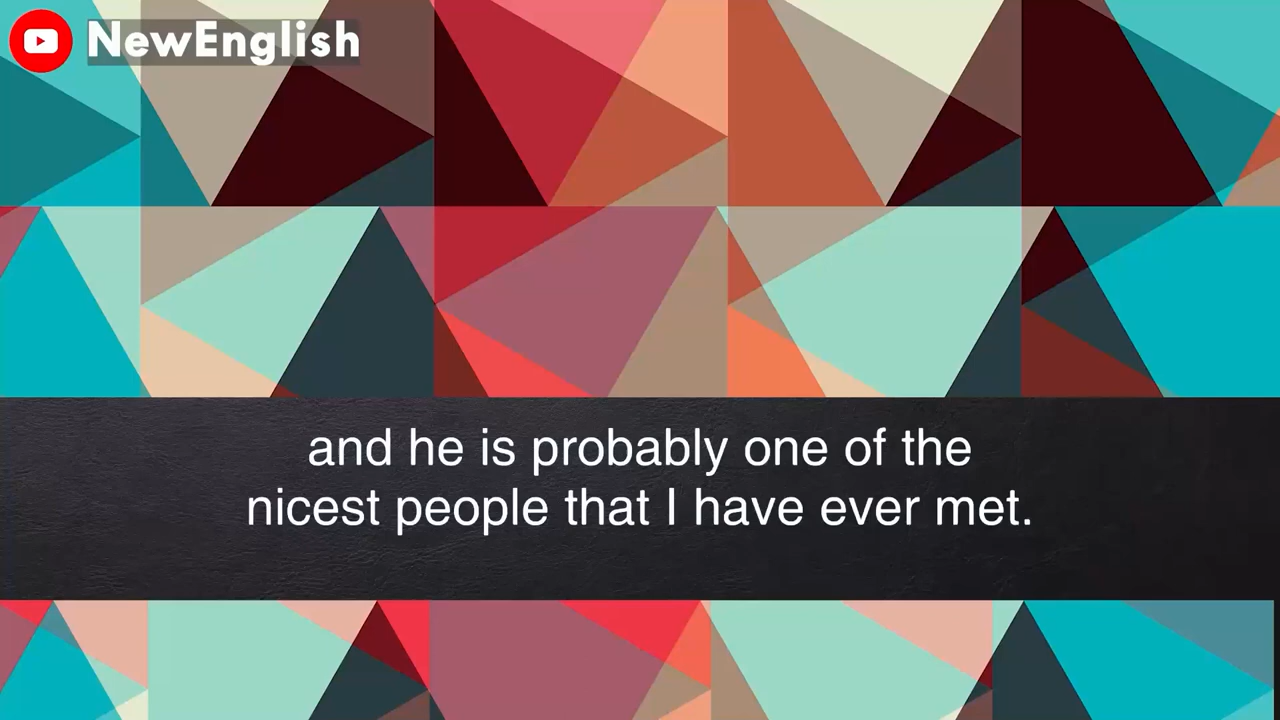 NewEnglish
and he is probably one of the
nicest people that I have ever met.